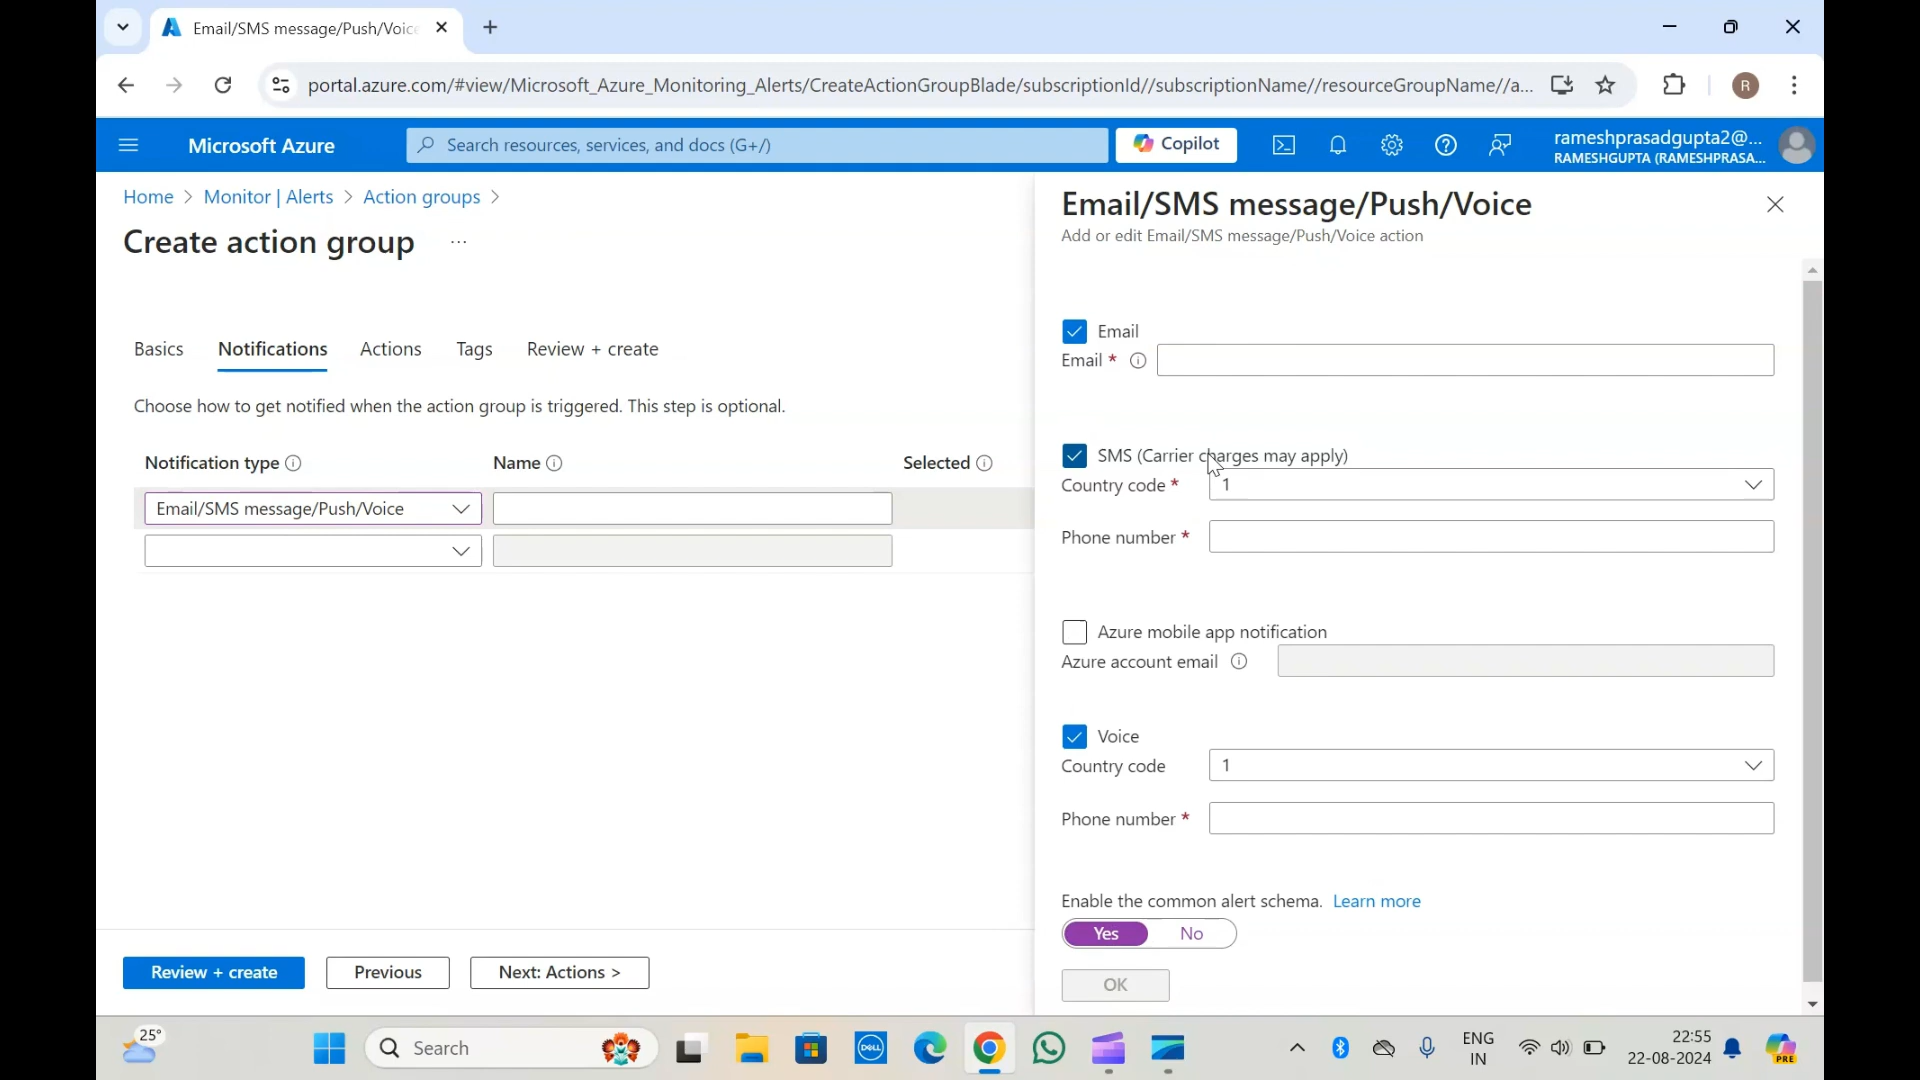 Email/SMS message/Push/Voice
portal.azure.com/#view/Microsoft_Azure_Monitoring_Alerts/CreateActionGroupBlade/subscriptionId//subscriptionName//resourceGroupName//a...
R
Microsoft Azure
Search resources, services, and docs (G+/)
Copilot
rameshprasadgupta2@...
RAMESHGUPTA (RAMESHPRASA...
Home > Monitor | Alerts > Action groups >
Create action group ...
Basics
Notifications
Actions
Tags
Review + create
Choose how to get notified when the action group is triggered. This step is optional.
Notification type
Name
Selected
Email/SMS message/Push/Voice
Review + create
Previous
Next: Actions >
Email/SMS message/Push/Voice
Add or edit Email/SMS message/Push/Voice action
Email
Email *
SMS (Carrier charges may apply)
Country code *
1
Phone number *
Azure mobile app notification
Azure account email
Voice
Country code
1
Phone number *
Enable the common alert schema. Learn more
Yes
No
OK
25°
Search
DELL
ENG
IN
22:55
22-08-2024
PRE